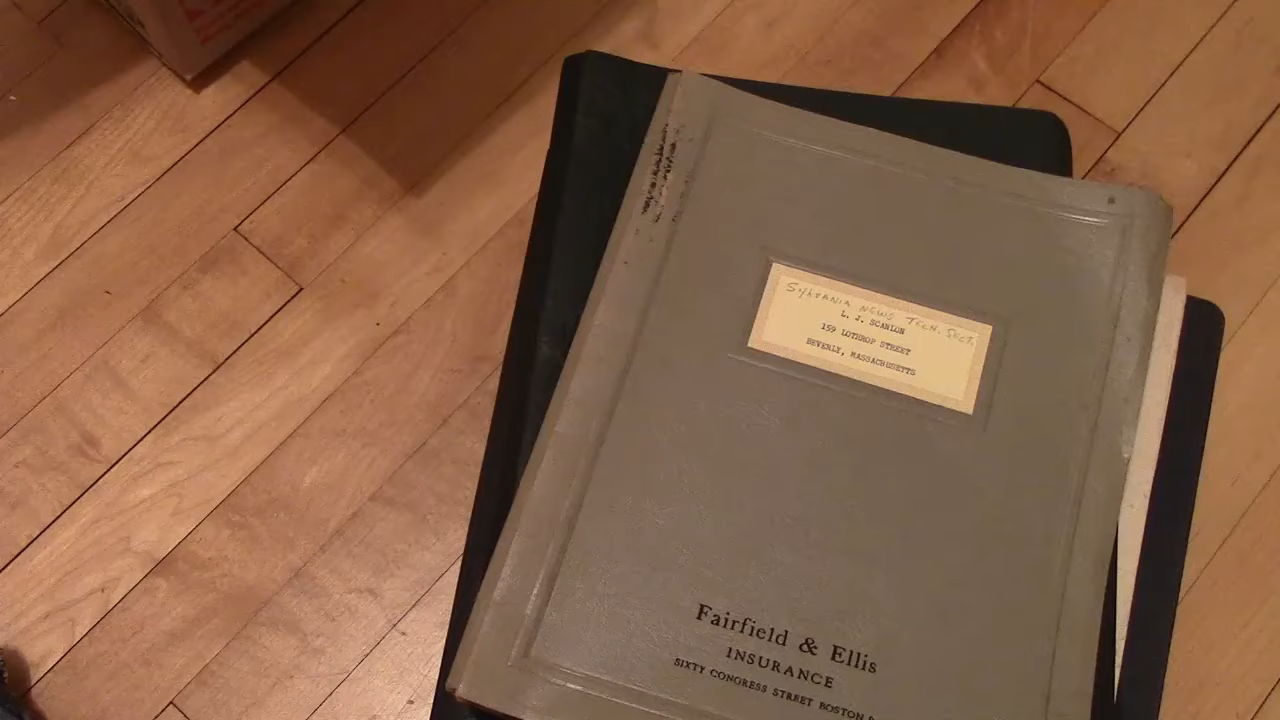 SYLVANIA NEWS TECH. SECT.
L. J. SCANLON
159 LOTHROP STREET
BEVERLY, MASSACHUSETTS
Fairfield & Ellis
INSURANCE
SIXTY CONGRESS STREET BOSTON